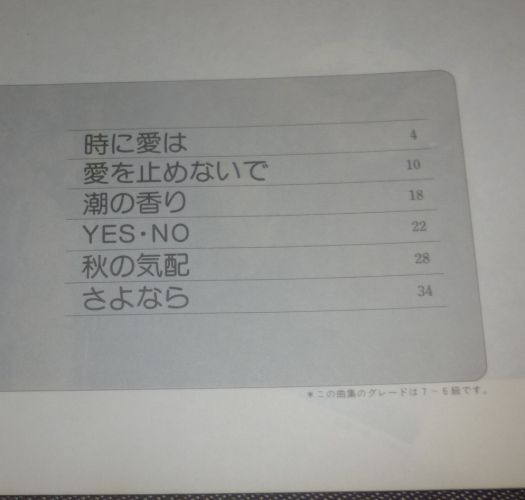 時に愛は 4
愛を止めないで 10
潮の香り 18
YES・NO 22
秋の気配 28
さよなら 34
*この曲集のグレードは7~6級です。